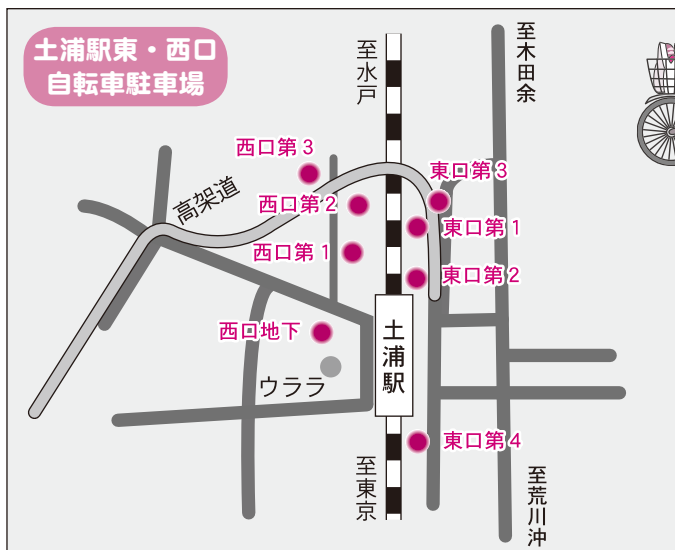 土浦駅東・西口
自転車駐車場
至水戸
至木田余
西口第3
東口第3
高架道
西口第2
東口第1
西口第1
東口第2
西口地下
土浦駅
ウララ
東口第4
至東京
至荒川沖